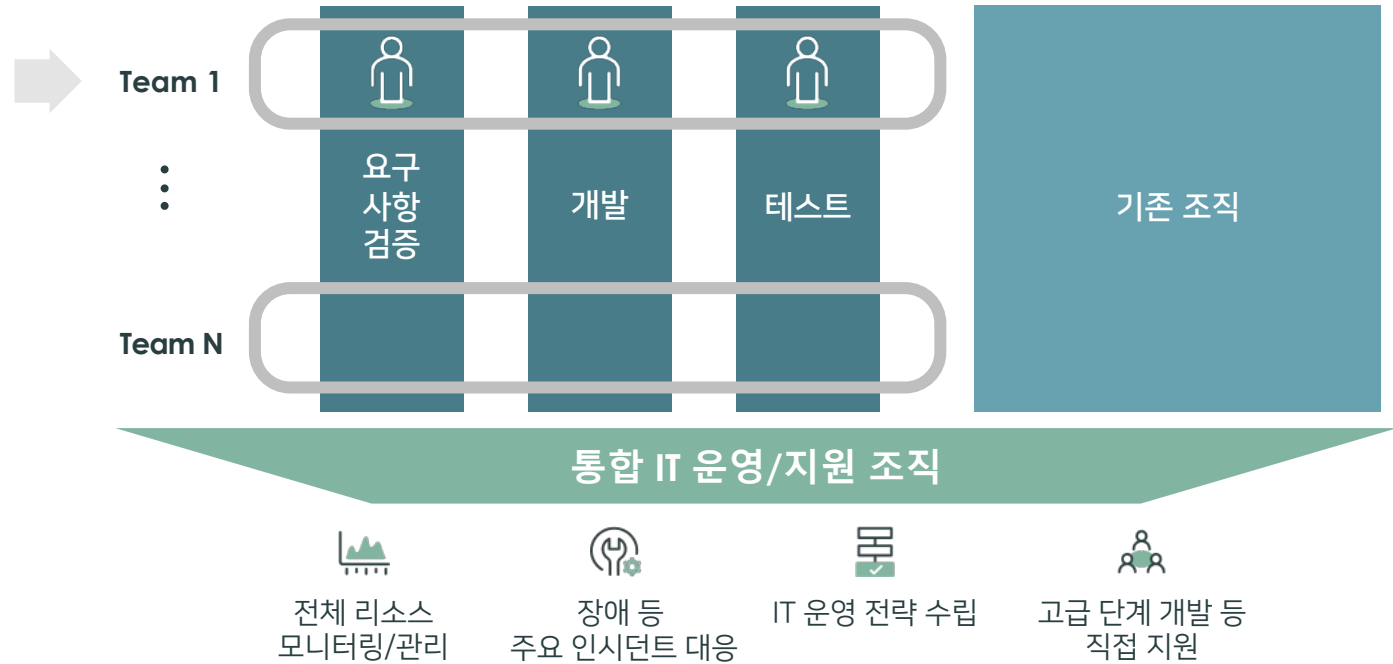 Team 1
요구
사항
검증
개발
테스트
기존 조직
Team N
통합 IT 운영/지원 조직
전체 리소스
모니터링/관리
장애 등
주요 인시던트 대응
IT 운영 전략 수립
고급 단계 개발 등
직접 지원